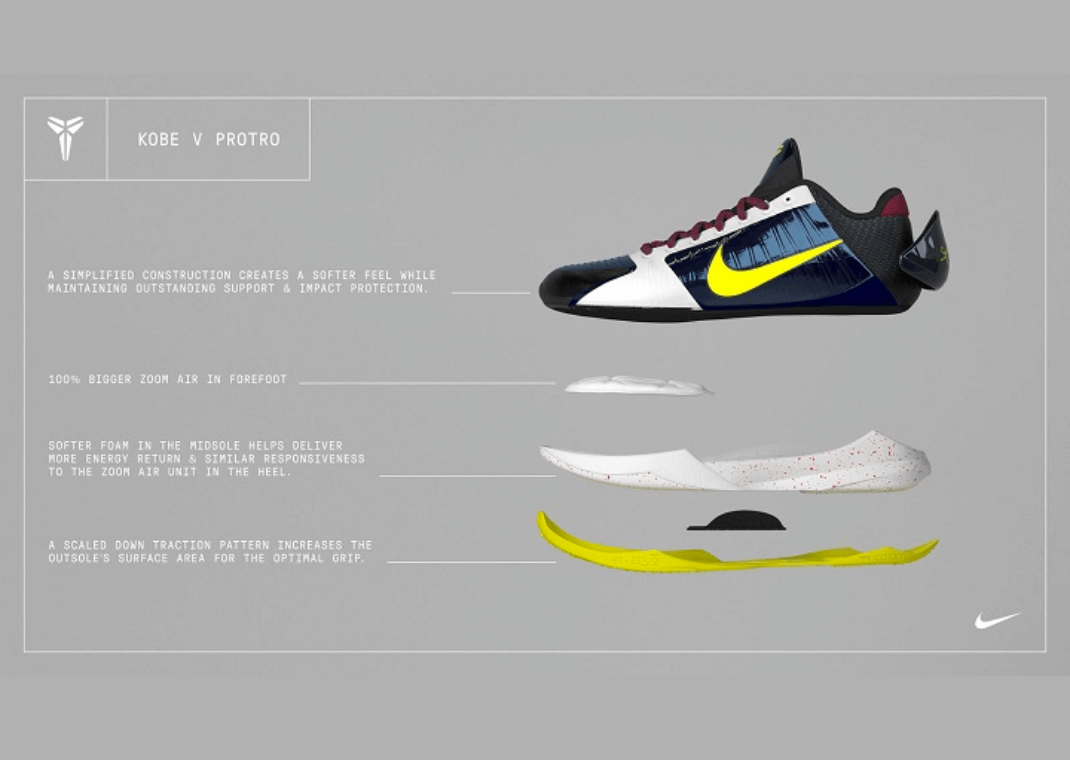 KOBE V PROTRO
A SIMPLIFIED CONSTRUCTION CREATES A SOFTER FEEL WHILE
MAINTAINING OUTSTANDING SUPPORT & IMPACT PROTECTION.
100% BIGGER ZOOM AIR IN FOREFOOT
SOFTER FOAM IN THE MIDSOLE HELPS DELIVER
MORE ENERGY RETURN & SIMILAR RESPONSIVENESS
TO THE ZOOM AIR UNIT IN THE HEEL.
A SCALED DOWN TRACTION PATTERN INCREASES THE
OUTSOLE'S SURFACE AREA FOR THE OPTIMAL GRIP.